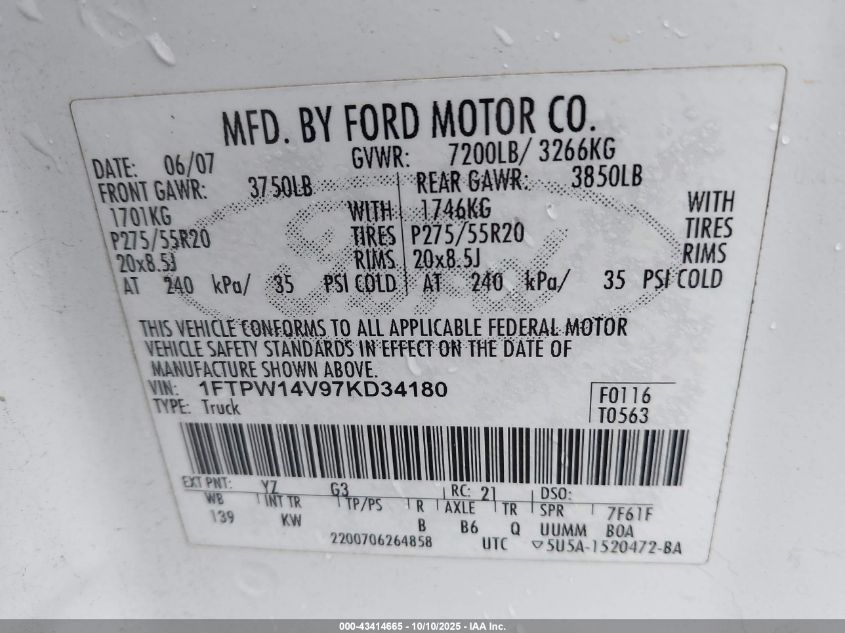 MFD. BY FORD MOTOR CO.
DATE: 06/07 GVWR: 7200LB/ 3266KG
FRONT GAWR: 3750LB REAR GAWR: 3850LB
1701KG WITH 1746KG WITH
P275/55R20 TIRES P275/55R20 TIRES
20x8.5J RIMS 20x8.5J RIMS
AT 240 kPa/ 35 PSI COLD AT 240 kPa/ 35 PSI COLD
THIS VEHICLE CONFORMS TO ALL APPLICABLE FEDERAL MOTOR
VEHICLE SAFETY STANDARDS IN EFFECT ON THE DATE OF
MANUFACTURE SHOWN ABOVE.
VIN: 1FTPW14V97KD34180 F0116
TYPE: Truck T0563
EXT PNT: YZ G3 RC: 21 DSO:
WB INT TR TP/PS R AXLE TR SPR 7F61F
139 KW B B6 Q UUMM BOA
2200706264858 UTC ▽5U5A-1520472-BA
000-43414665 - 10/10/2025 - IAA Inc.